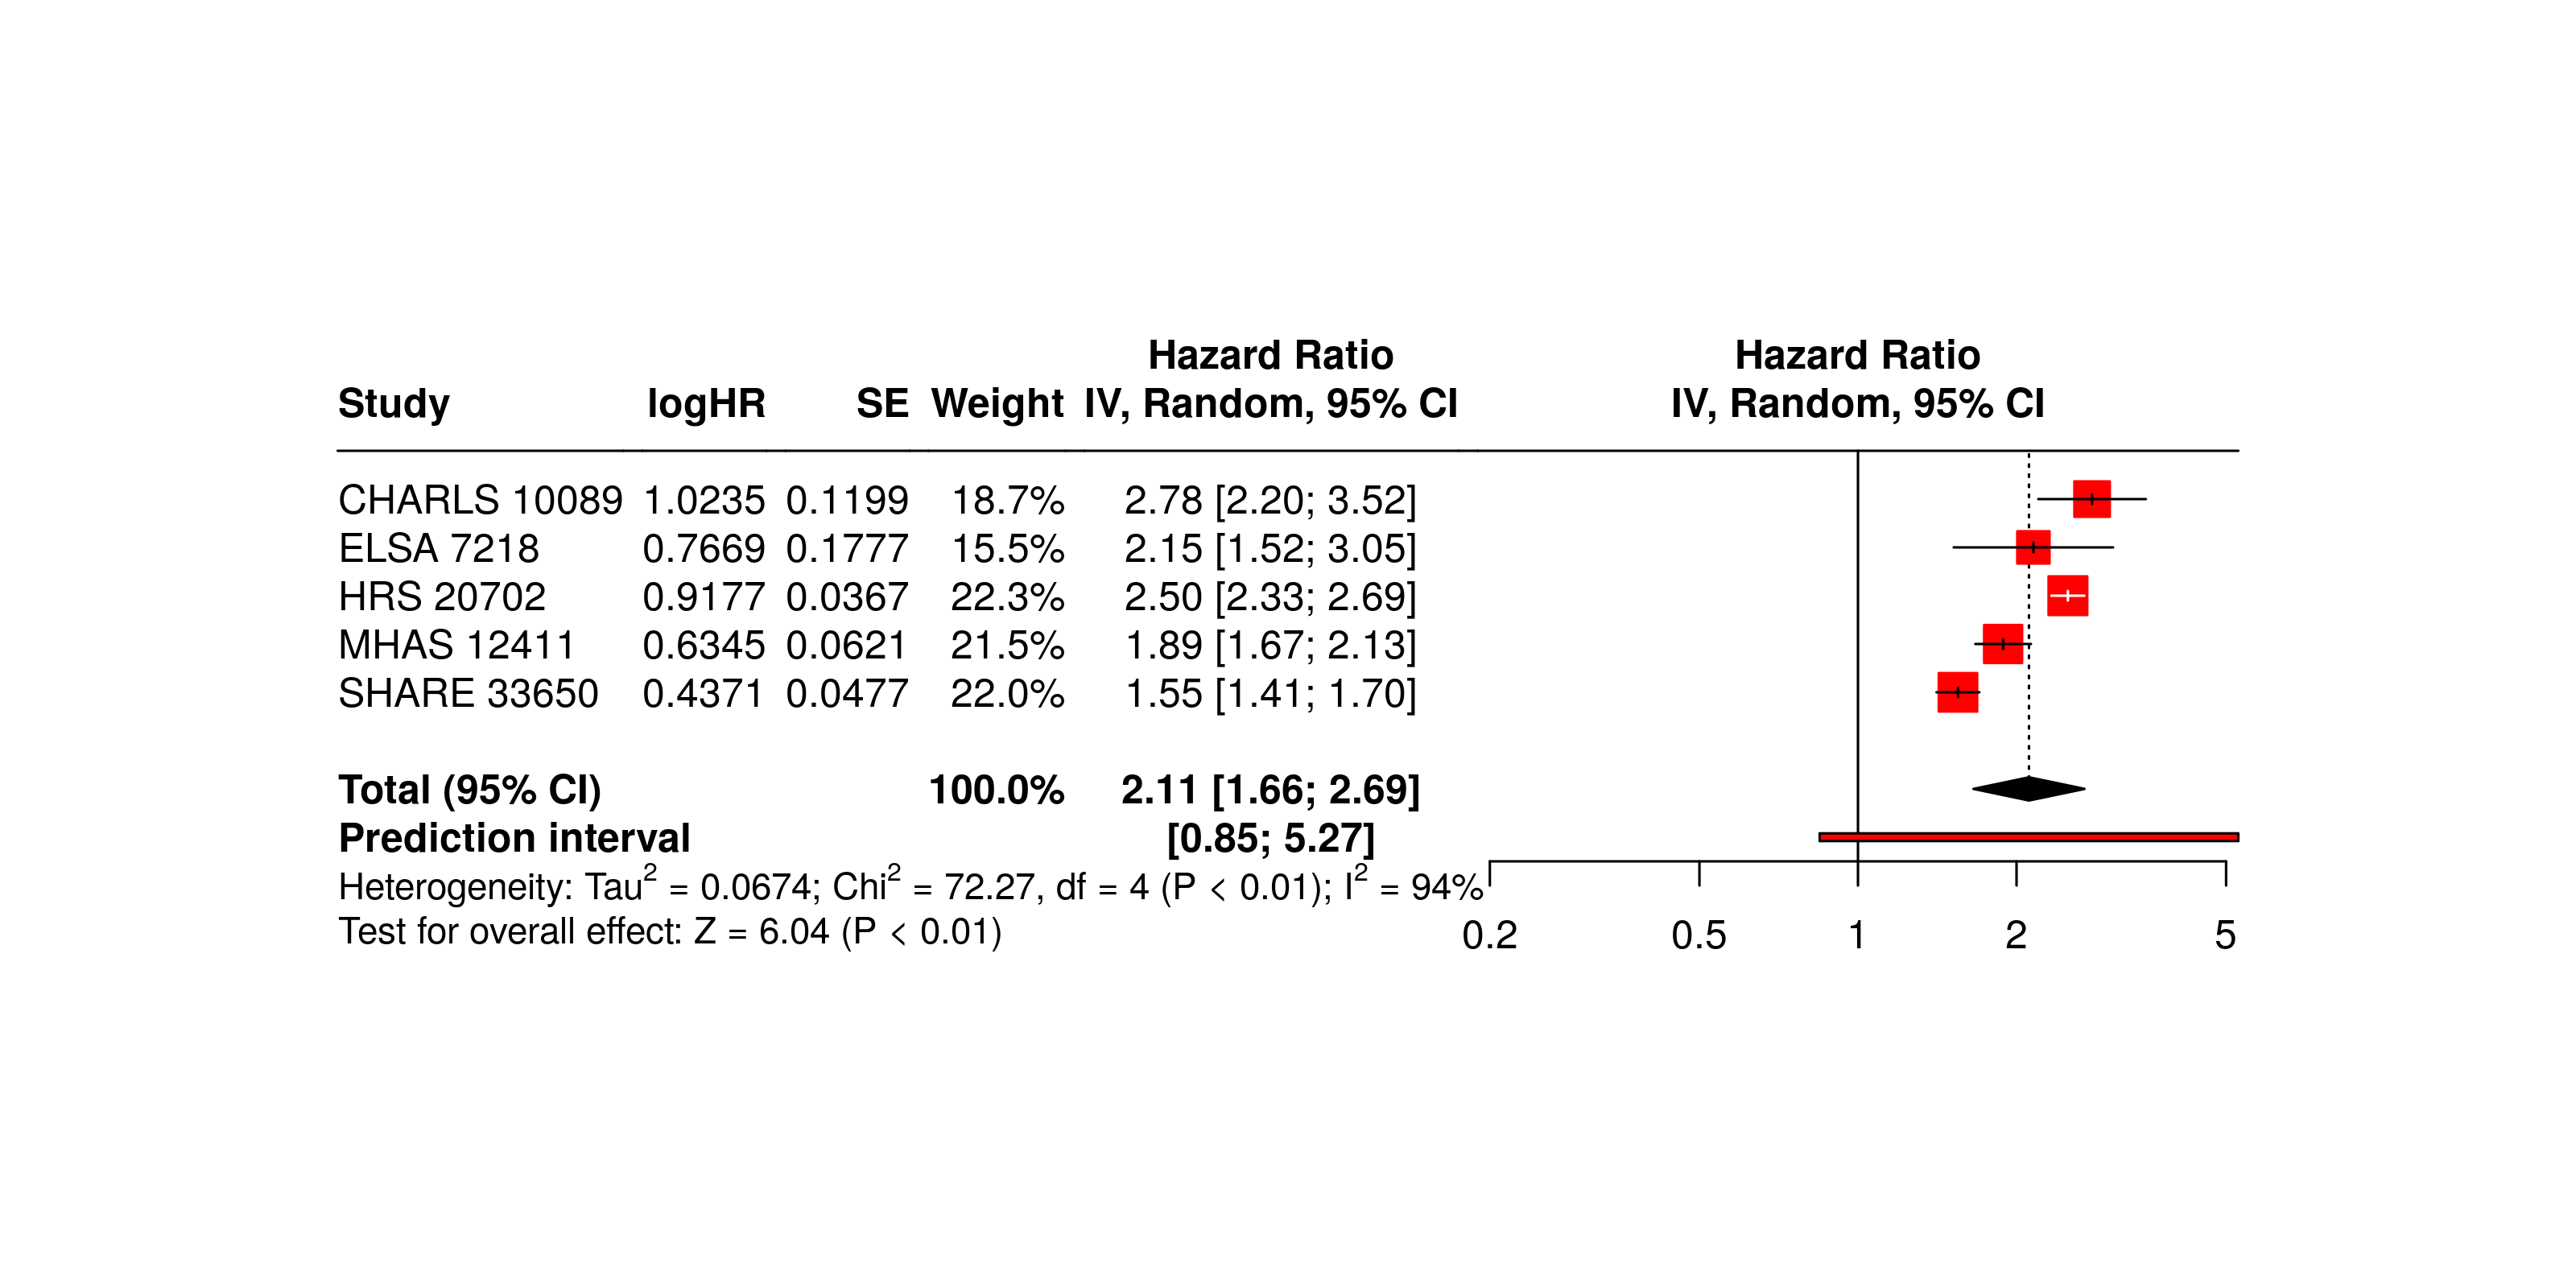 Hazard Ratio Hazard Ratio
Study logHR SE Weight IV, Random, 95% CI IV, Random, 95% CI
CHARLS 10089 1.0235 0.1199 18.7% 2.78 [2.20; 3.52]
ELSA 7218 0.7669 0.1777 15.5% 2.15 [1.52; 3.05]
HRS 20702 0.9177 0.0367 22.3% 2.50 [2.33; 2.69]
MHAS 12411 0.6345 0.0621 21.5% 1.89 [1.67; 2.13]
SHARE 33650 0.4371 0.0477 22.0% 1.55 [1.41; 1.70]
Total (95% CI) 100.0% 2.11 [1.66; 2.69]
Prediction interval [0.85; 5.27]
Heterogeneity: Tau² = 0.0674; Chi² = 72.27, df = 4 (P < 0.01); I² = 94%
Test for overall effect: Z = 6.04 (P < 0.01)
0.2 0.5 1 2 5